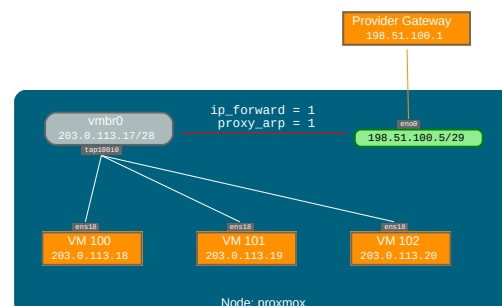 Provider Gateway
198.51.100.1
vmbr0
203.0.113.17/28
tap100i0
ip_forward = 1
proxy_arp = 1
eno0
198.51.100.5/29
ens18
VM 100
203.0.113.18
ens18
VM 101
203.0.113.19
ens18
VM 102
203.0.113.20
Node: proxmox